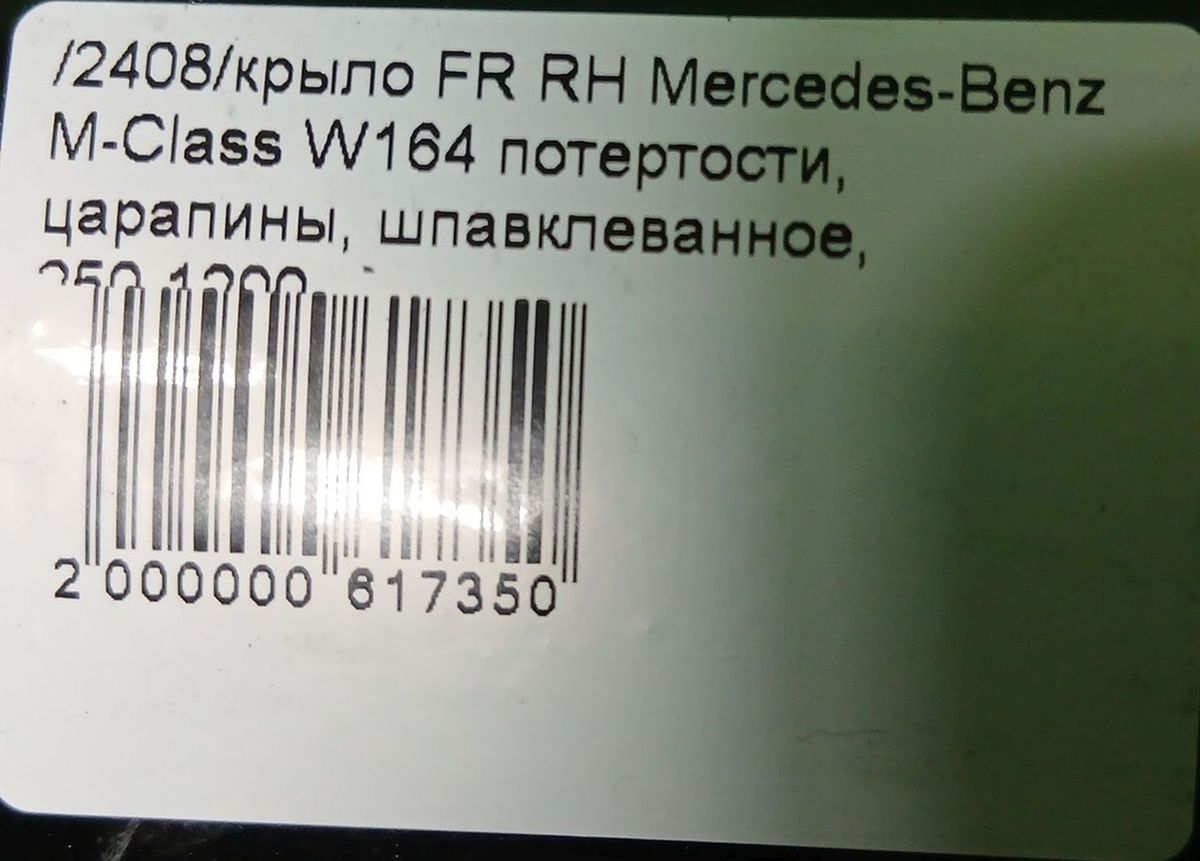 /2408/крыло FR RH Mercedes-Benz
M-Class W164 потертости,
царапины, шпавклеванное,
2 000000 617350